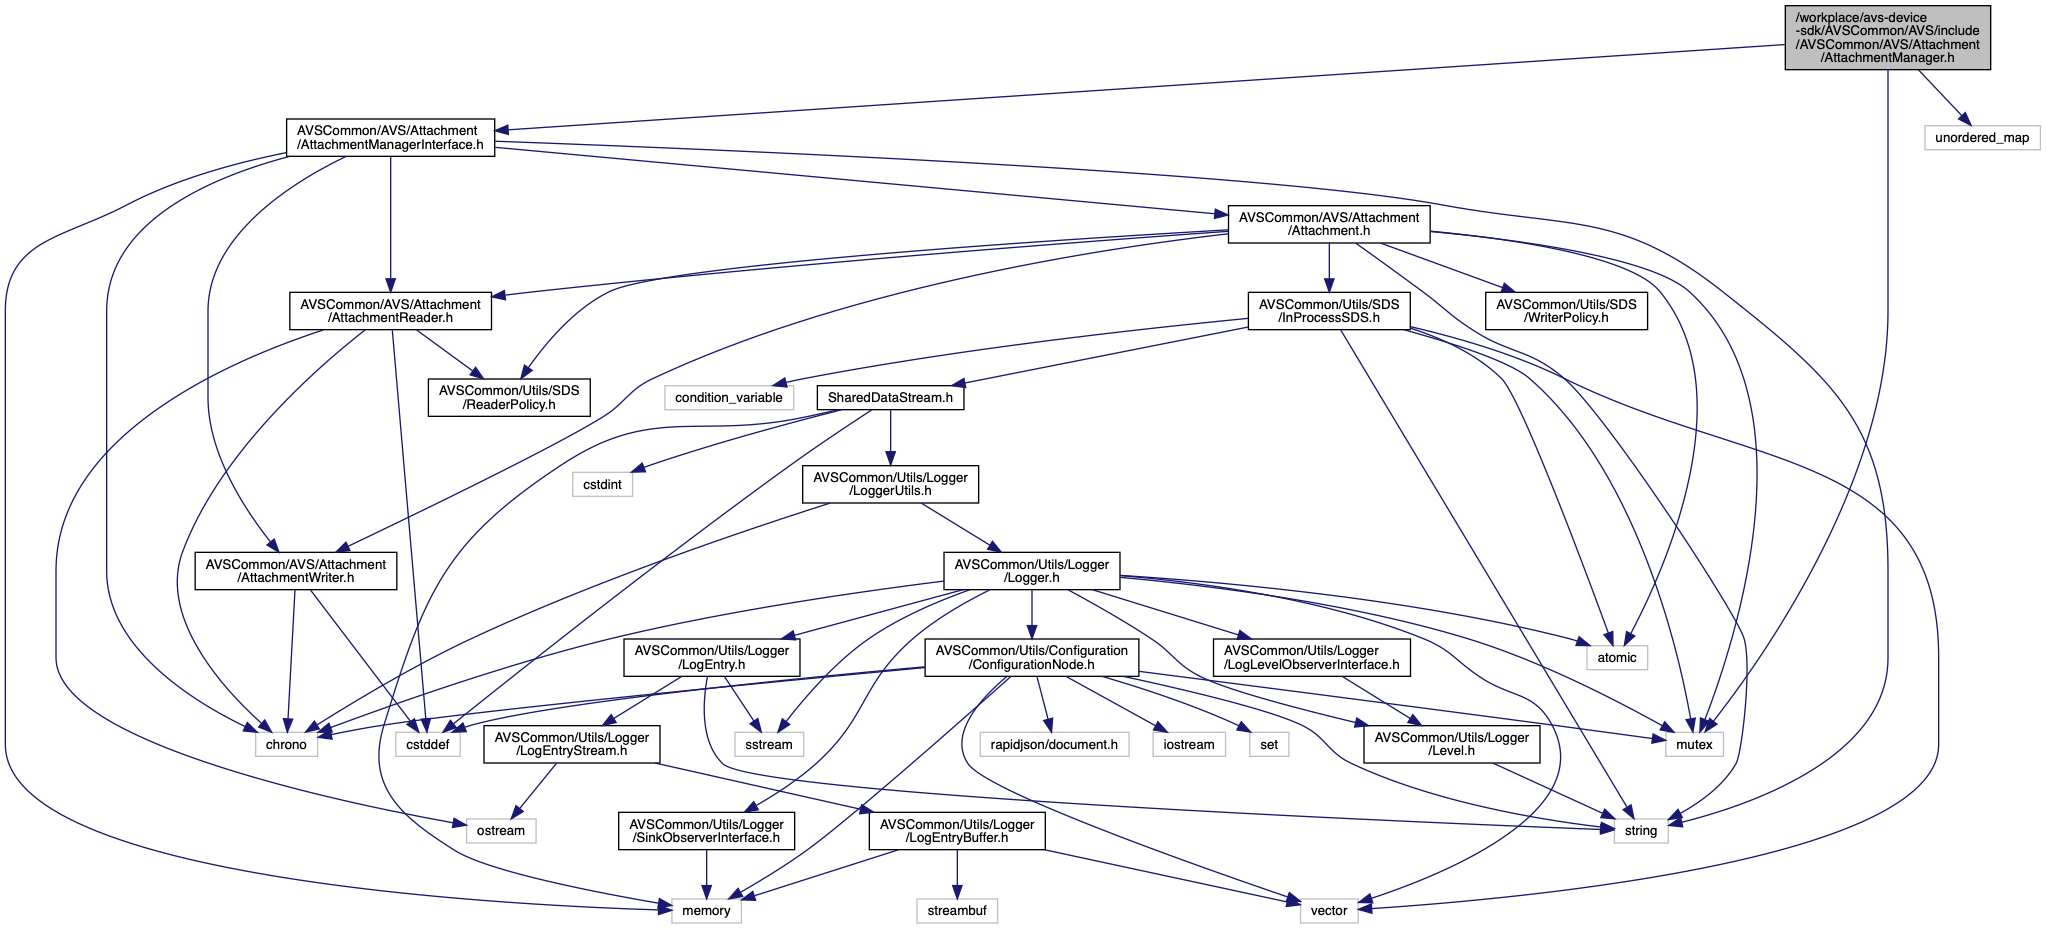 /workplace/avs-device
-sdk/AVSCommon/AVS/include
/AVSCommon/AVS/Attachment
/AttachmentManager.h
AVSCommon/AVS/Attachment
/AttachmentManagerInterface.h
unordered_map
AVSCommon/AVS/Attachment
/Attachment.h
AVSCommon/AVS/Attachment
/AttachmentReader.h
AVSCommon/Utils/SDS
/InProcessSDS.h
AVSCommon/Utils/SDS
/WriterPolicy.h
AVSCommon/Utils/SDS
/ReaderPolicy.h
condition_variable
SharedDataStream.h
cstdint
AVSCommon/Utils/Logger
/LoggerUtils.h
AVSCommon/AVS/Attachment
/AttachmentWriter.h
AVSCommon/Utils/Logger
/Logger.h
AVSCommon/Utils/Logger
/LogEntry.h
AVSCommon/Utils/Configuration
/ConfigurationNode.h
AVSCommon/Utils/Logger
/LogLevelObserverInterface.h
atomic
chrono
cstddef
AVSCommon/Utils/Logger
/LogEntryStream.h
sstream
rapidjson/document.h
iostream
set
AVSCommon/Utils/Logger
/Level.h
mutex
ostream
AVSCommon/Utils/Logger
/SinkObserverInterface.h
AVSCommon/Utils/Logger
/LogEntryBuffer.h
string
memory
streambuf
vector